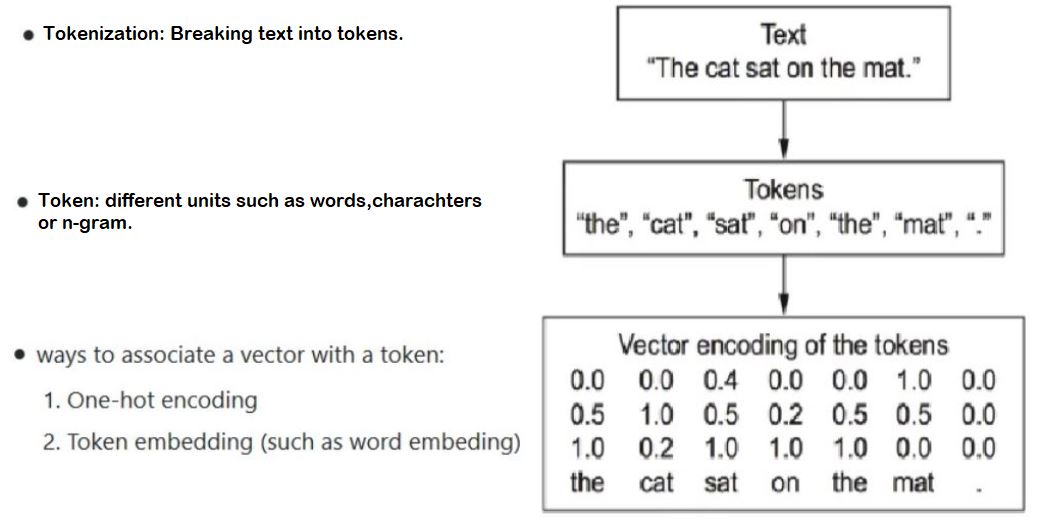 • Tokenization: Breaking text into tokens.
Text
“The cat sat on the mat.”
• Token: different units such as words,charachters
or n-gram.
Tokens
“the”, “cat”, “sat”, “on”, “the”, “mat”, “.”
• ways to associate a vector with a token:
1. One-hot encoding
2. Token embedding (such as word embeding)
Vector encoding of the tokens
0.0 0.0 0.4 0.0 0.0 1.0 0.0
0.5 1.0 0.5 0.2 0.5 0.5 0.0
1.0 0.2 1.0 1.0 1.0 0.0 0.0
the cat sat on the mat .